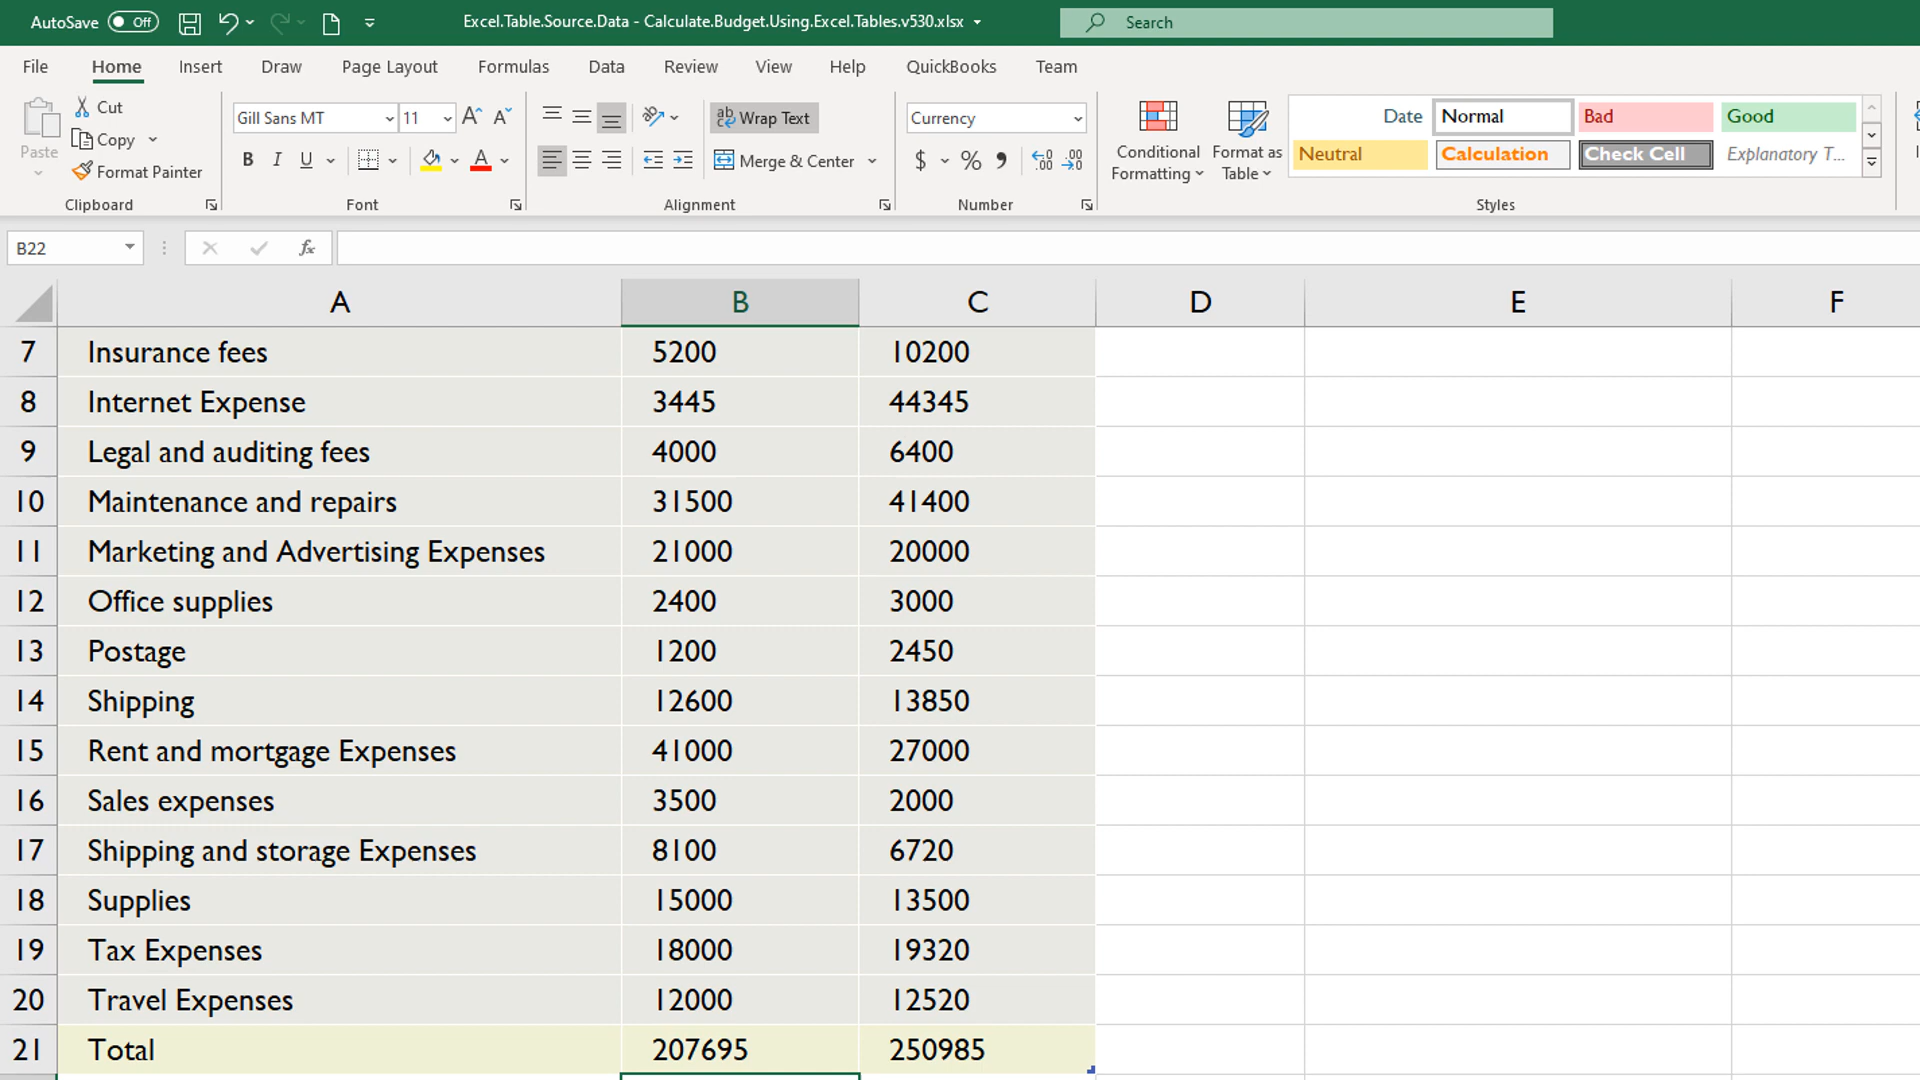 AutoSave Off Excel.Table.Source.Data - Calculate.Budget.Using.Excel.Tables.v530.xlsx Search
File Home Insert Draw Page Layout Formulas Data Review View Help QuickBooks Team
Paste
Cut
Copy
Format Painter
Clipboard
Gill Sans MT 11
B I U
Font
Wrap Text
Merge & Center
Alignment
Currency
$ % 9
Number
Conditional Formatting
Format as Table
Date Normal Bad Good
Neutral Calculation Check Cell Explanatory T...
Styles
B22 fx
A B C D E F
7 Insurance fees 5200 10200
8 Internet Expense 3445 44345
9 Legal and auditing fees 4000 6400
10 Maintenance and repairs 31500 41400
11 Marketing and Advertising Expenses 21000 20000
12 Office supplies 2400 3000
13 Postage 1200 2450
14 Shipping 12600 13850
15 Rent and mortgage Expenses 41000 27000
16 Sales expenses 3500 2000
17 Shipping and storage Expenses 8100 6720
18 Supplies 15000 13500
19 Tax Expenses 18000 19320
20 Travel Expenses 12000 12520
21 Total 207695 250985